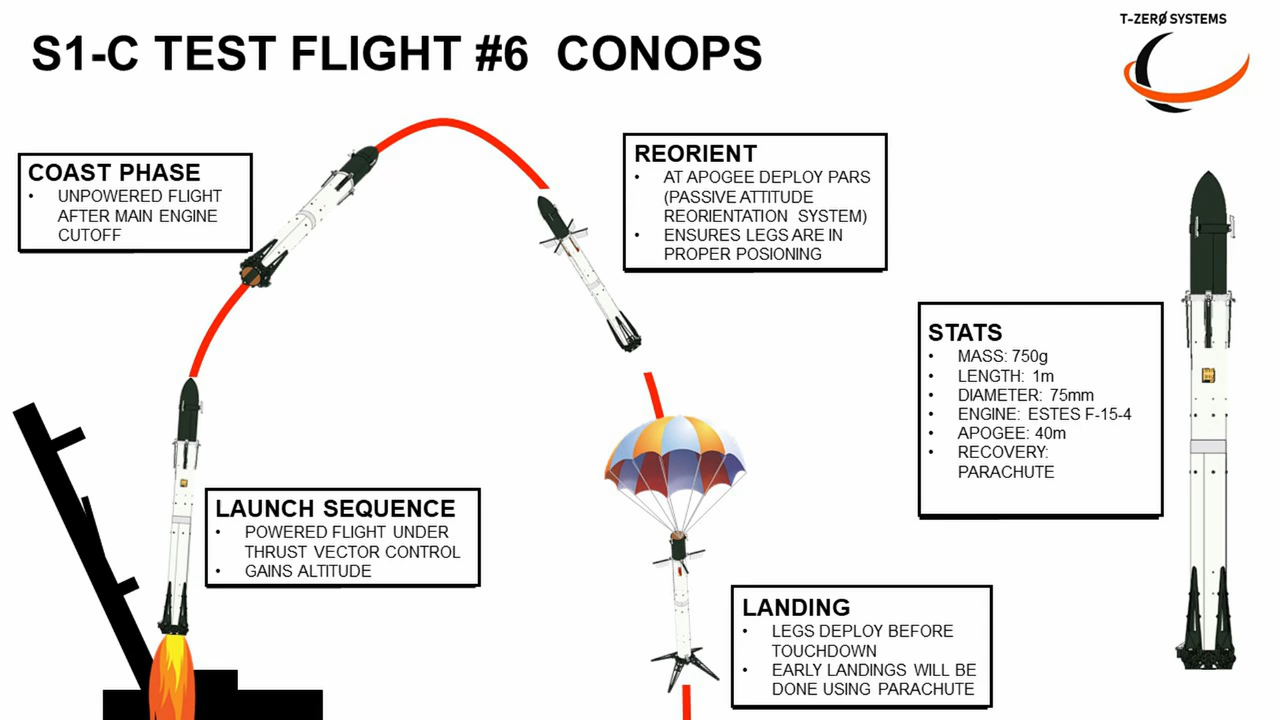 T-ZERØ SYSTEMS
S1-C TEST FLIGHT #6 CONOPS
COAST PHASE
• UNPOWERED FLIGHT
AFTER MAIN ENGINE
CUTOFF
REORIENT
• AT APOGEE DEPLOY PARS
(PASSIVE ATTITUDE
REORIENTATION SYSTEM)
• ENSURES LEGS ARE IN
PROPER POSIONING
STATS
• MASS: 750g
• LENGTH: 1m
• DIAMETER: 75mm
• ENGINE: ESTES F-15-4
• APOGEE: 40m
• RECOVERY:
PARACHUTE
LAUNCH SEQUENCE
• POWERED FLIGHT UNDER
THRUST VECTOR CONTROL
• GAINS ALTITUDE
LANDING
• LEGS DEPLOY BEFORE
TOUCHDOWN
• EARLY LANDINGS WILL BE
DONE USING PARACHUTE